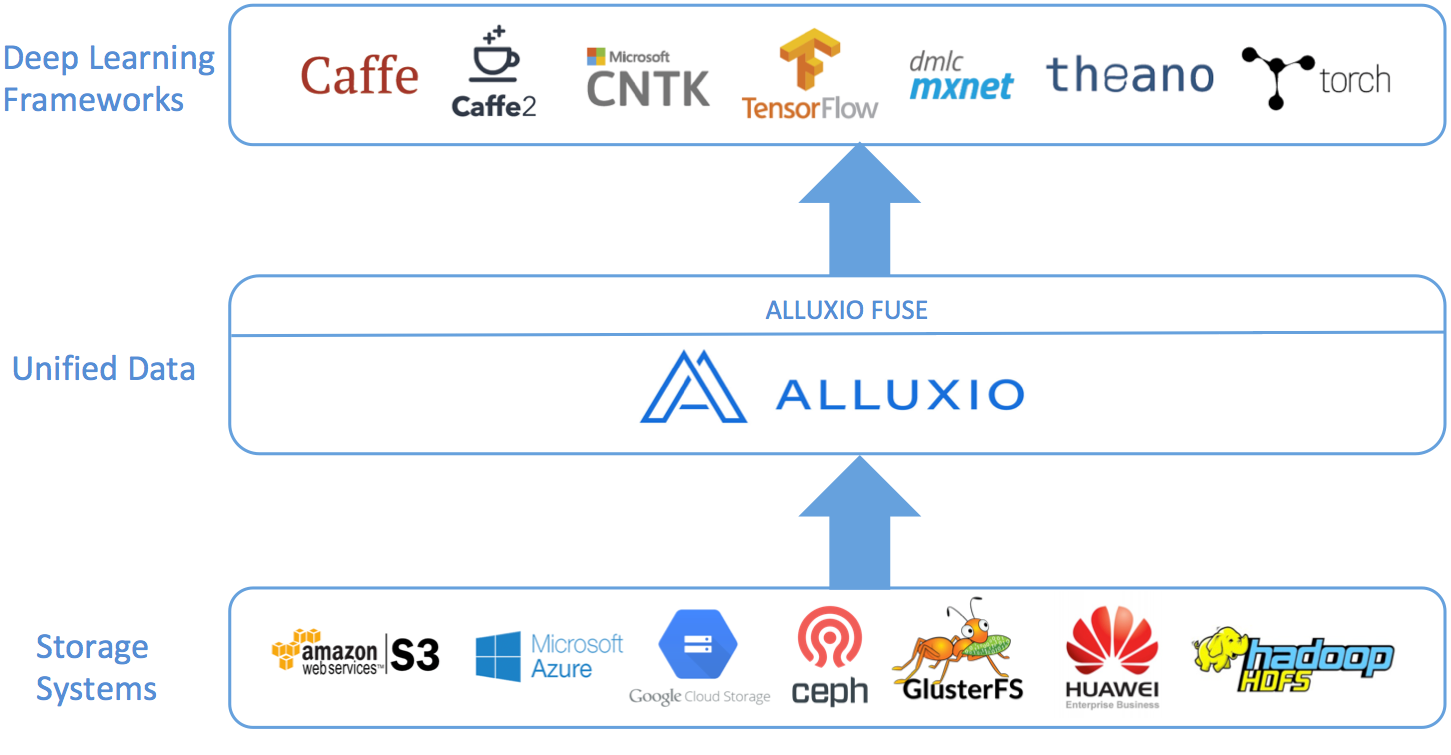 Deep Learning
Frameworks
Caffe
Caffe2
Microsoft
CNTK
TensorFlow
dmlc
mxnet
theano
torch
ALLUXIO FUSE
Unified Data
ALLUXIO
Storage
Systems
amazon
webservices™
S3
Microsoft
Azure
Google Cloud Storage
ceph
GlusterFS
HUAWEI
Enterprise Business
hadoop
HDFS